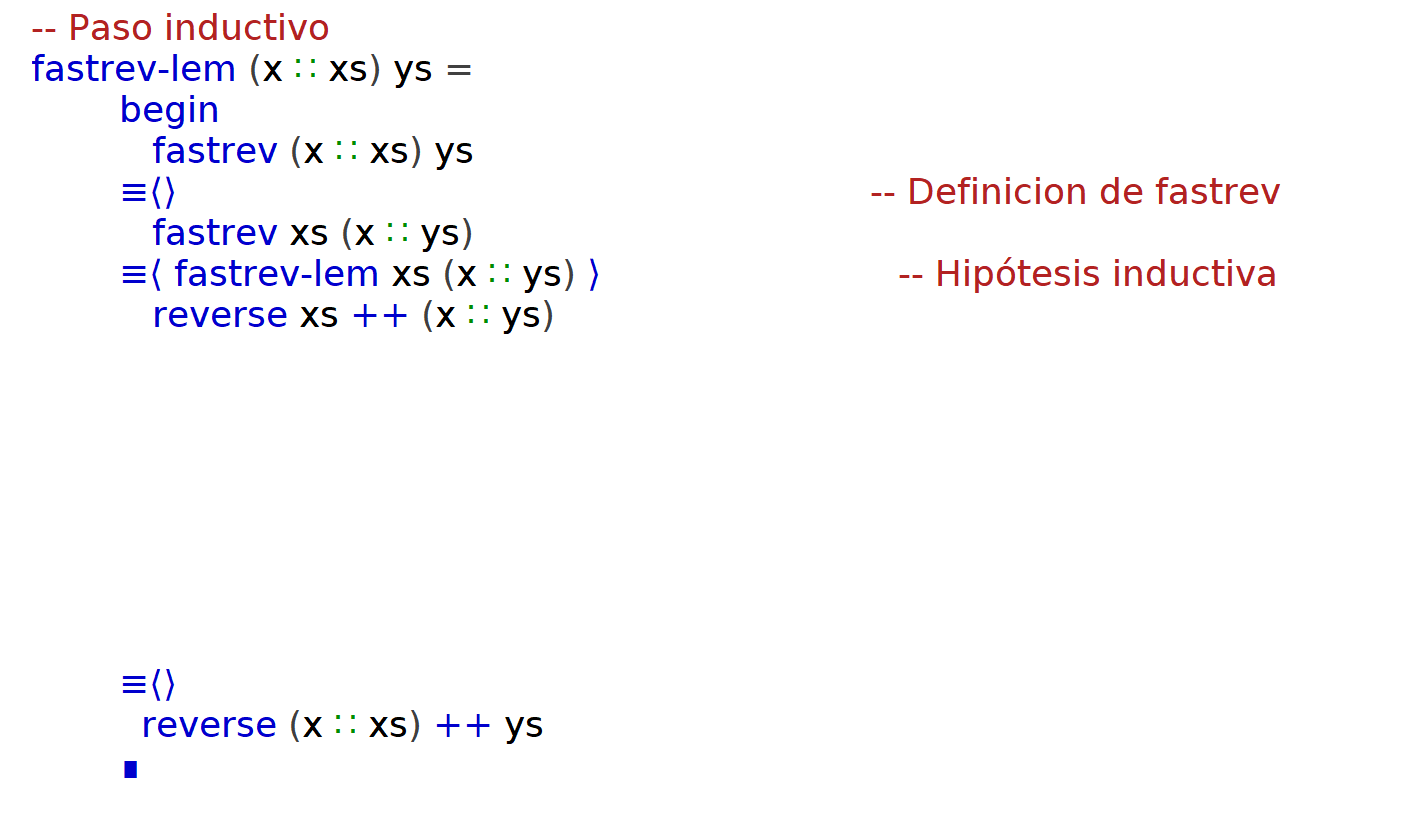 -- Paso inductivo
fastrev-lem (x ∷ xs) ys =
begin
fastrev (x ∷ xs) ys
≡⟨⟩ -- Definicion de fastrev
fastrev xs (x ∷ ys)
≡⟨ fastrev-lem xs (x ∷ ys) ⟩ -- Hipótesis inductiva
reverse xs ++ (x ∷ ys)
≡⟨⟩
reverse (x ∷ xs) ++ ys
∎